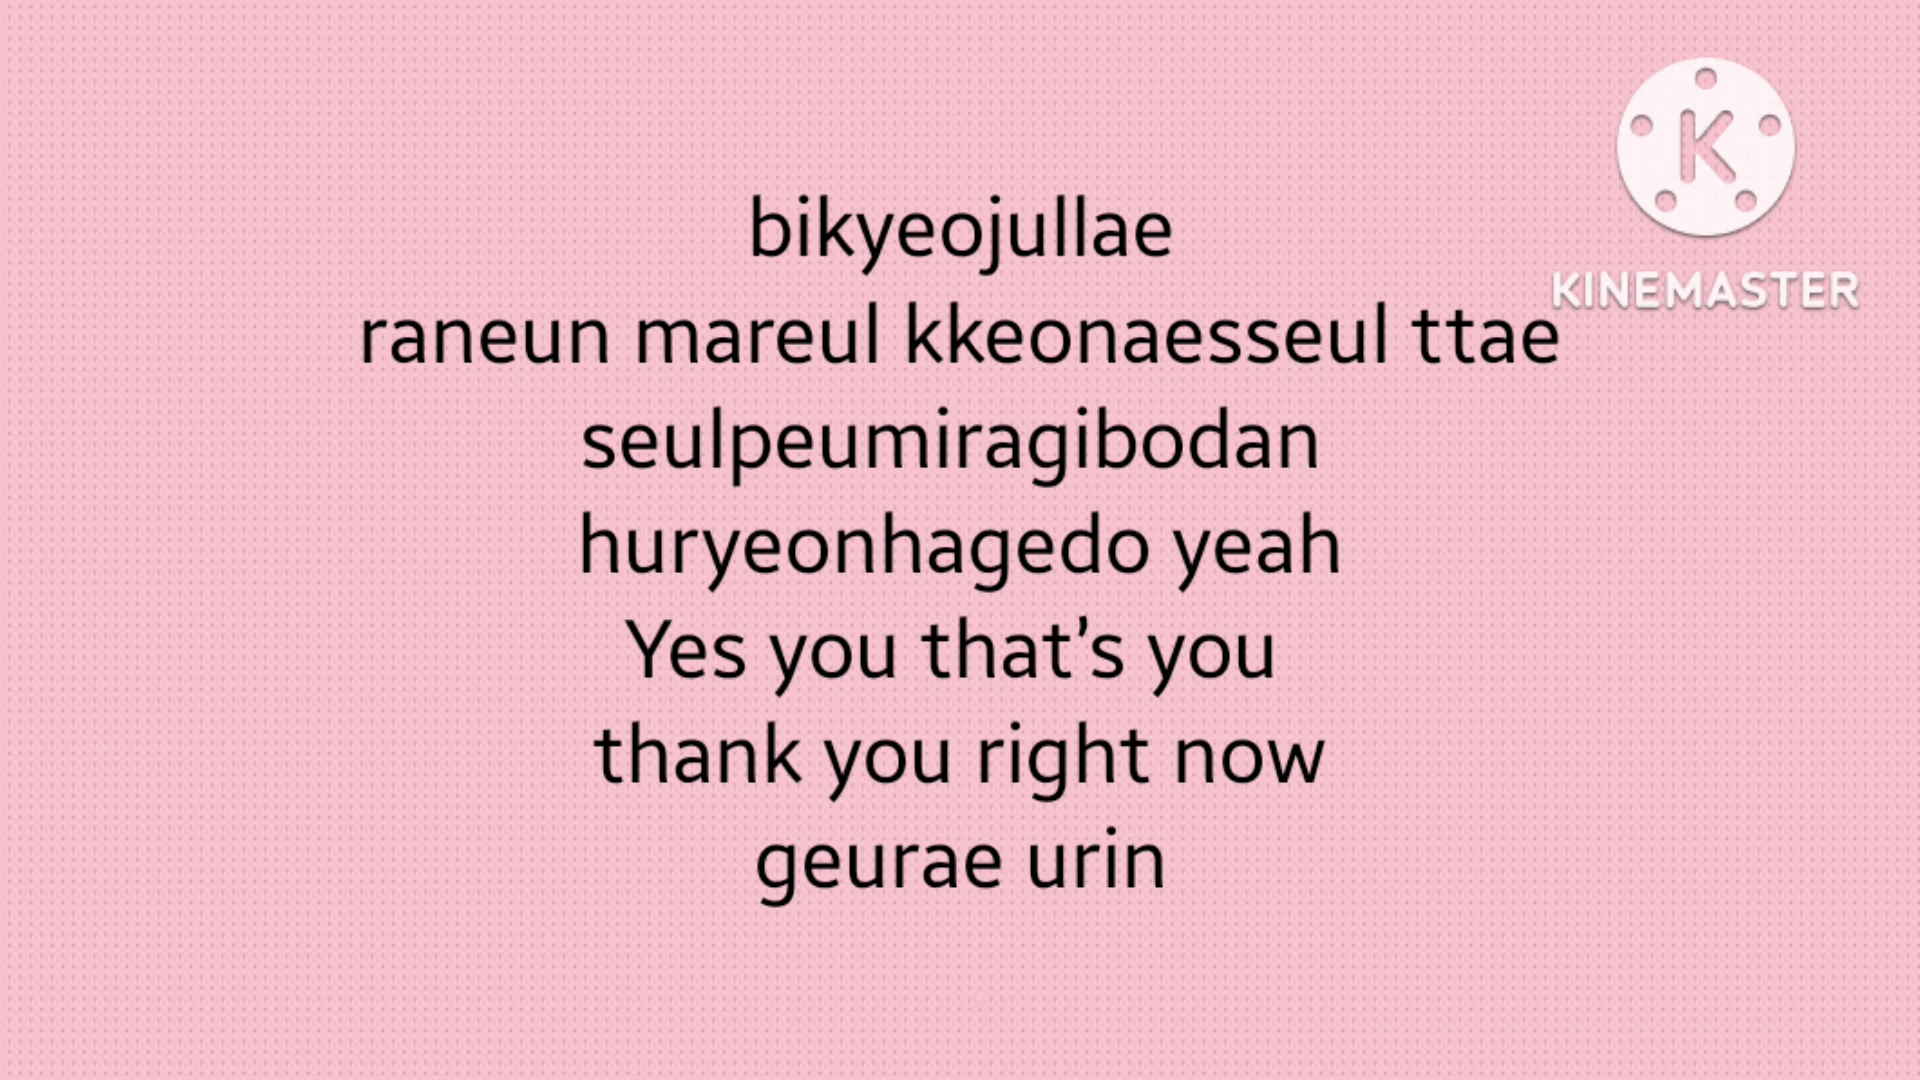 KINEMASTER
bikyeojullae
raneun mareul kkeonaesseul ttae
seulpeumiragibodan
huryeonhagedo yeah
Yes you that’s you
thank you right now
geurae urin